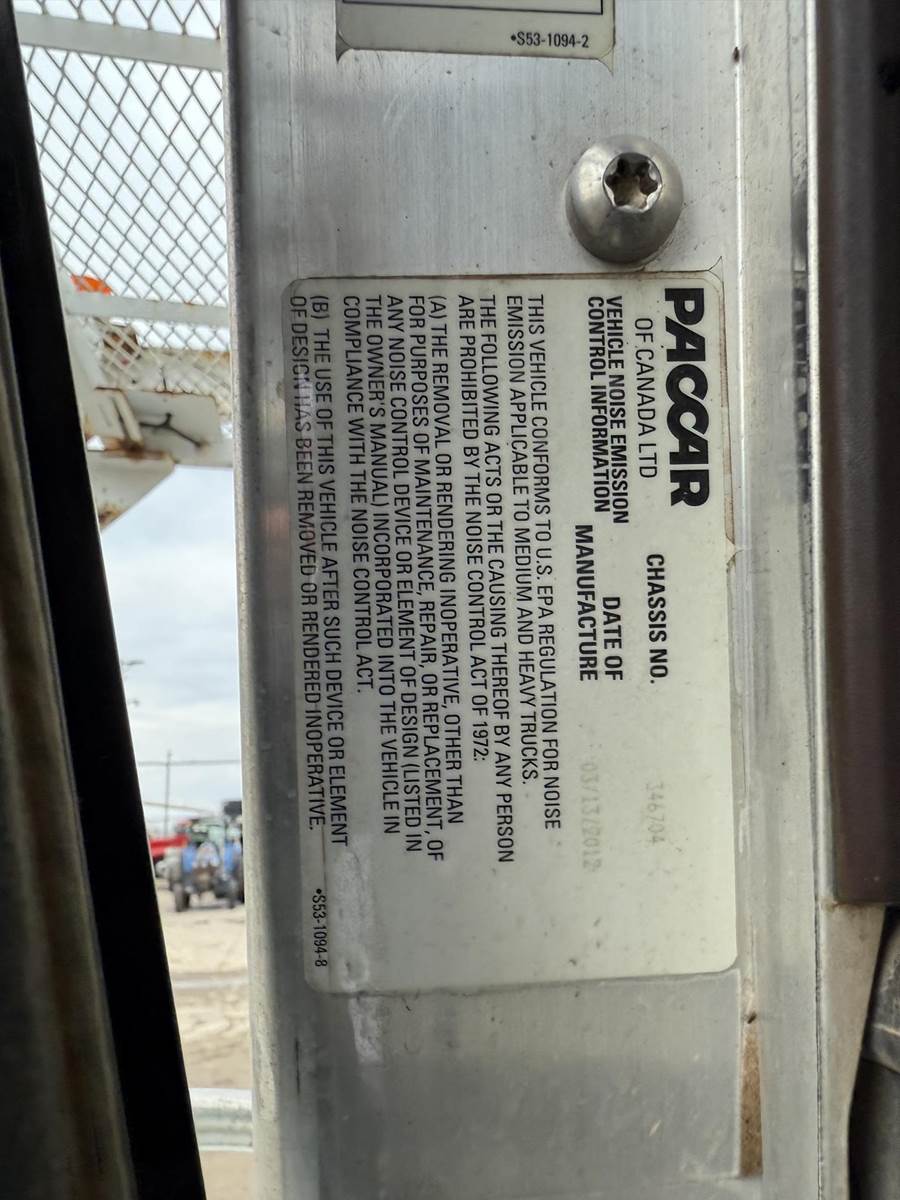 •S53-1094-2
PACCAR
OF CANADA LTD
VEHICLE NOISE EMISSION
CONTROL INFORMATION
CHASSIS NO. 346704
DATE OF
MANUFACTURE 03/13/2012
THIS VEHICLE CONFORMS TO U.S. EPA REGULATION FOR NOISE
EMISSION APPLICABLE TO MEDIUM AND HEAVY TRUCKS.
THE FOLLOWING ACTS OR THE CAUSING THEREOF BY ANY PERSON
ARE PROHIBITED BY THE NOISE CONTROL ACT OF 1972:
(A) THE REMOVAL OR RENDERING INOPERATIVE, OTHER THAN
FOR PURPOSES OF MAINTENANCE, REPAIR, OR REPLACEMENT, OF
ANY NOISE CONTROL DEVICE OR ELEMENT OF DESIGN (LISTED IN
THE OWNER'S MANUAL) INCORPORATED INTO THE VEHICLE IN
COMPLIANCE WITH THE NOISE CONTROL ACT.
(B) THE USE OF THIS VEHICLE AFTER SUCH DEVICE OR ELEMENT
OF DESIGN HAS BEEN REMOVED OR RENDERED INOPERATIVE.
•S53-1094-8